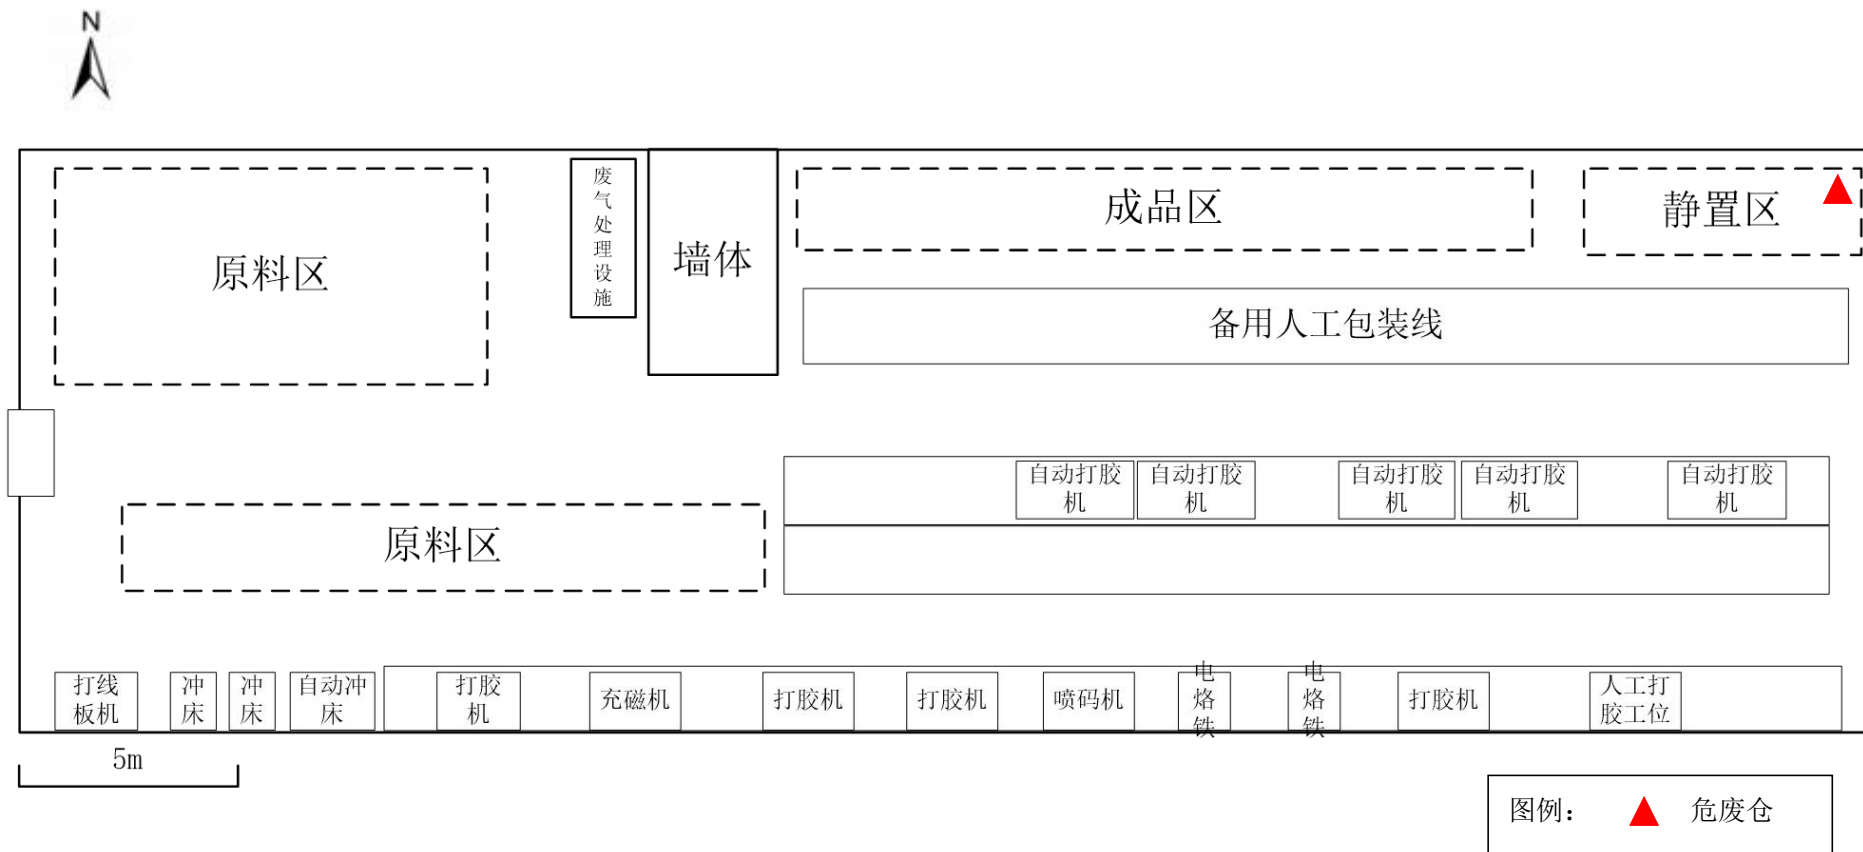 N
废
气
处
理
设
施
墙体
成品区
静置区
原料区
备用人工包装线
自动打胶
机
自动打胶
机
自动打胶
机
自动打胶
机
自动打胶
机
原料区
打线
板机
冲
床
冲
床
自动冲
床
打胶
机
充磁机
打胶机
打胶机
喷码机
电
烙
铁
电
烙
铁
打胶机
人工打
胶工位
5m
图例： 危废仓